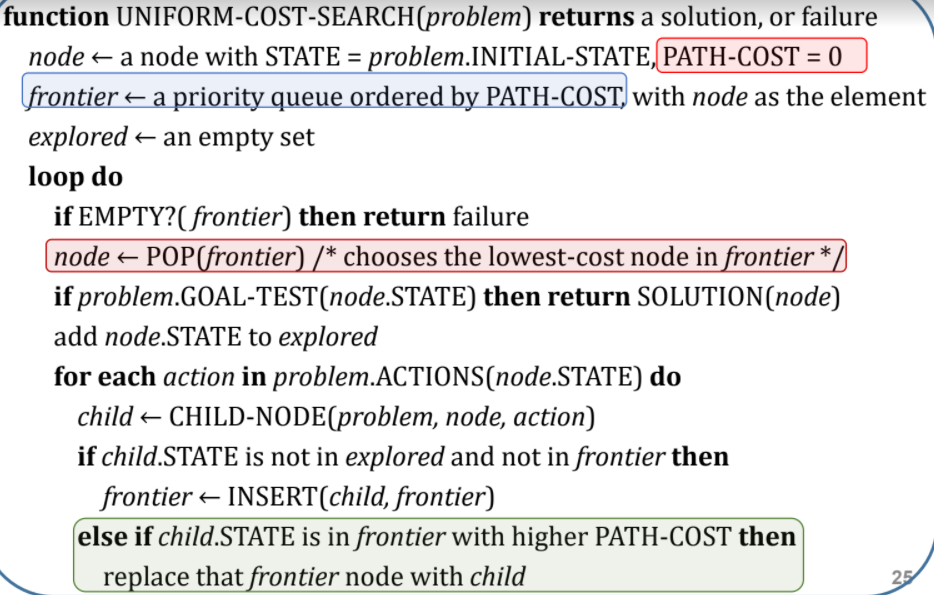 function UNIFORM-COST-SEARCH(problem) returns a solution, or failure
node ← a node with STATE = problem.INITIAL-STATE, PATH-COST = 0
frontier ← a priority queue ordered by PATH-COST, with node as the element
explored ← an empty set
loop do
if EMPTY?( frontier) then return failure
node ← POP(frontier) /* chooses the lowest-cost node in frontier */
if problem.GOAL-TEST(node.STATE) then return SOLUTION(node)
add node.STATE to explored
for each action in problem.ACTIONS(node.STATE) do
child ← CHILD-NODE(problem, node, action)
if child.STATE is not in explored and not in frontier then
frontier ← INSERT(child, frontier)
else if child.STATE is in frontier with higher PATH-COST then
replace that frontier node with child
25